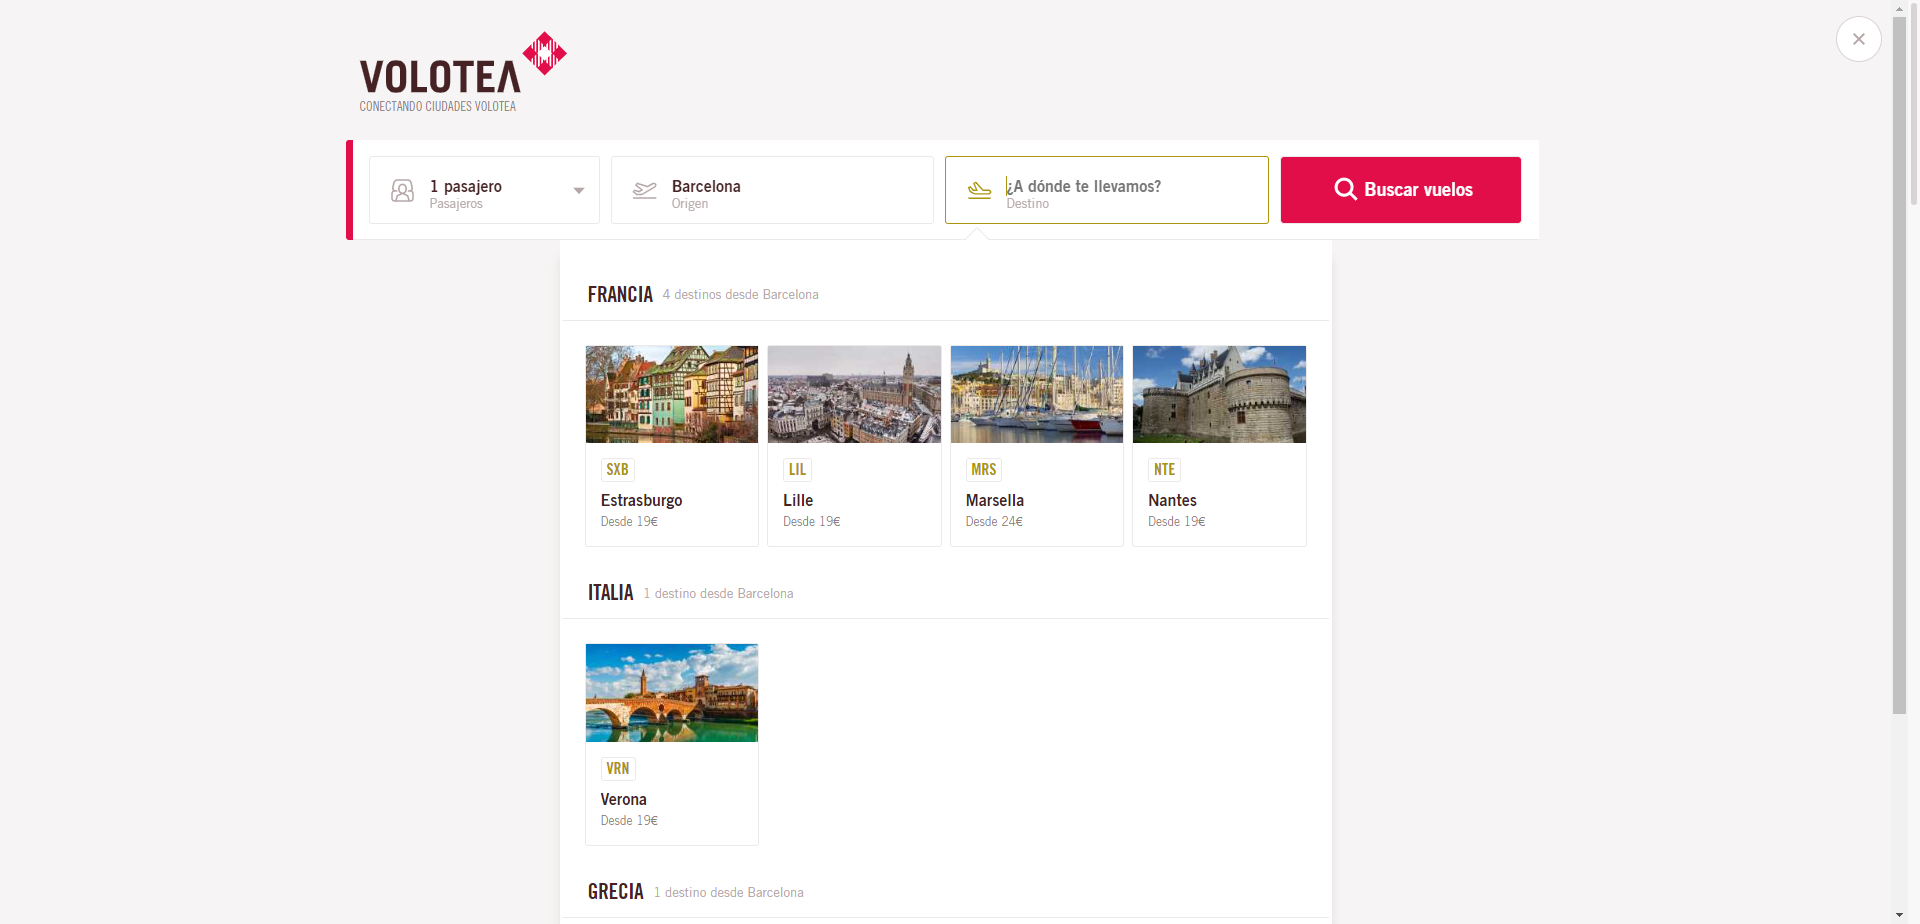 VOLOTEA
CONECTANDO CIUDADES VOLOTEA
1 pasajero
Pasajeros
Barcelona
Origen
¿A dónde te llevamos?
Destino
Buscar vuelos
FRANCIA 4 destinos desde Barcelona
SXB
Estrasburgo
Desde 19€
LIL
Lille
Desde 19€
MRS
Marsella
Desde 24€
NTE
Nantes
Desde 19€
ITALIA 1 destino desde Barcelona
VRN
Verona
Desde 19€
GRECIA 1 destino desde Barcelona